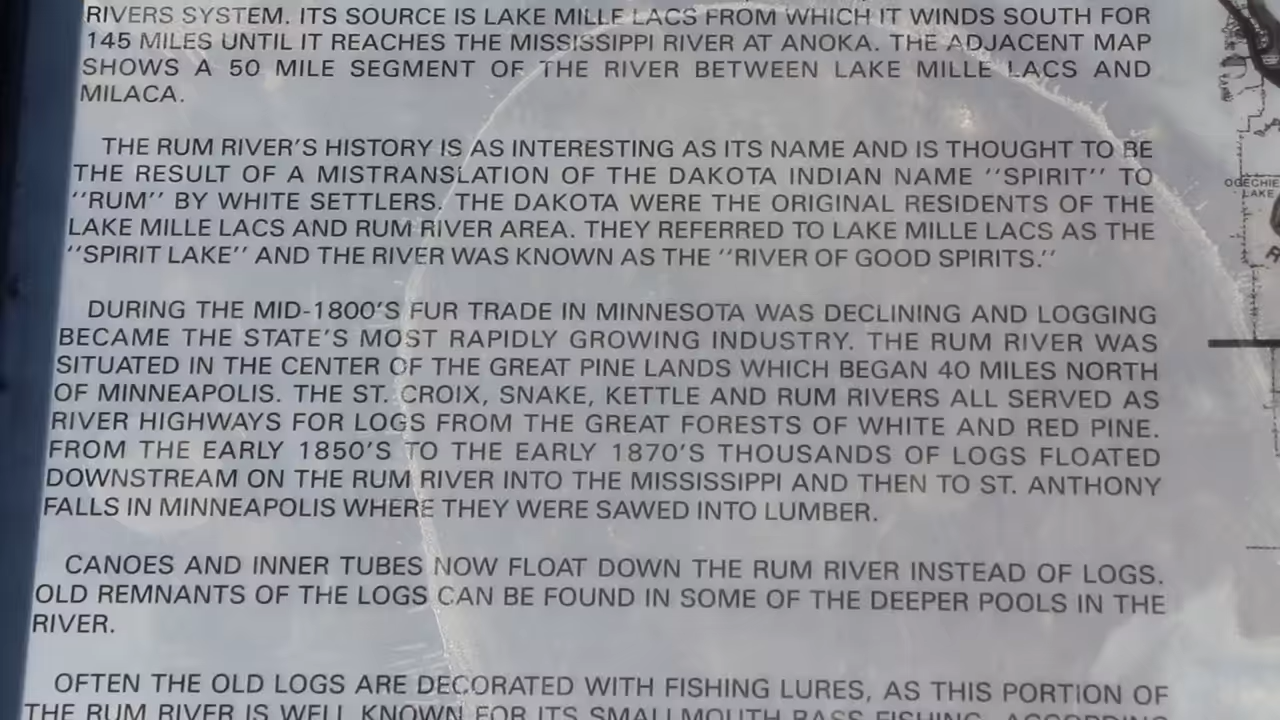 RIVERS SYSTEM. ITS SOURCE IS LAKE MILLE LACS FROM WHICH IT WINDS SOUTH FOR
145 MILES UNTIL IT REACHES THE MISSISSIPPI RIVER AT ANOKA. THE ADJACENT MAP
SHOWS A 50 MILE SEGMENT OF THE RIVER BETWEEN LAKE MILLE LACS AND
MILACA.
THE RUM RIVER'S HISTORY IS AS INTERESTING AS ITS NAME AND IS THOUGHT TO BE
THE RESULT OF A MISTRANSLATION OF THE DAKOTA INDIAN NAME "SPIRIT" TO
"RUM" BY WHITE SETTLERS. THE DAKOTA WERE THE ORIGINAL RESIDENTS OF THE
LAKE MILLE LACS AND RUM RIVER AREA. THEY REFERRED TO LAKE MILLE LACS AS THE
"SPIRIT LAKE" AND THE RIVER WAS KNOWN AS THE "RIVER OF GOOD SPIRITS."
DURING THE MID-1800'S FUR TRADE IN MINNESOTA WAS DECLINING AND LOGGING
BECAME THE STATE'S MOST RAPIDLY GROWING INDUSTRY. THE RUM RIVER WAS
SITUATED IN THE CENTER OF THE GREAT PINE LANDS WHICH BEGAN 40 MILES NORTH
OF MINNEAPOLIS. THE ST. CROIX, SNAKE, KETTLE AND RUM RIVERS ALL SERVED AS
RIVER HIGHWAYS FOR LOGS FROM THE GREAT FORESTS OF WHITE AND RED PINE.
FROM THE EARLY 1850'S TO THE EARLY 1870'S THOUSANDS OF LOGS FLOATED
DOWNSTREAM ON THE RUM RIVER INTO THE MISSISSIPPI AND THEN TO ST. ANTHONY
FALLS IN MINNEAPOLIS WHERE THEY WERE SAWED INTO LUMBER.
CANOES AND INNER TUBES NOW FLOAT DOWN THE RUM RIVER INSTEAD OF LOGS.
OLD REMNANTS OF THE LOGS CAN BE FOUND IN SOME OF THE DEEPER POOLS IN THE
RIVER.
OFTEN THE OLD LOGS ARE DECORATED WITH FISHING LURES, AS THIS PORTION OF
THE RUM RIVER IS WELL KNOWN FOR ITS SMALLMOUTH BASS FISHING. ACCORDING
OGECHIE
LAKE